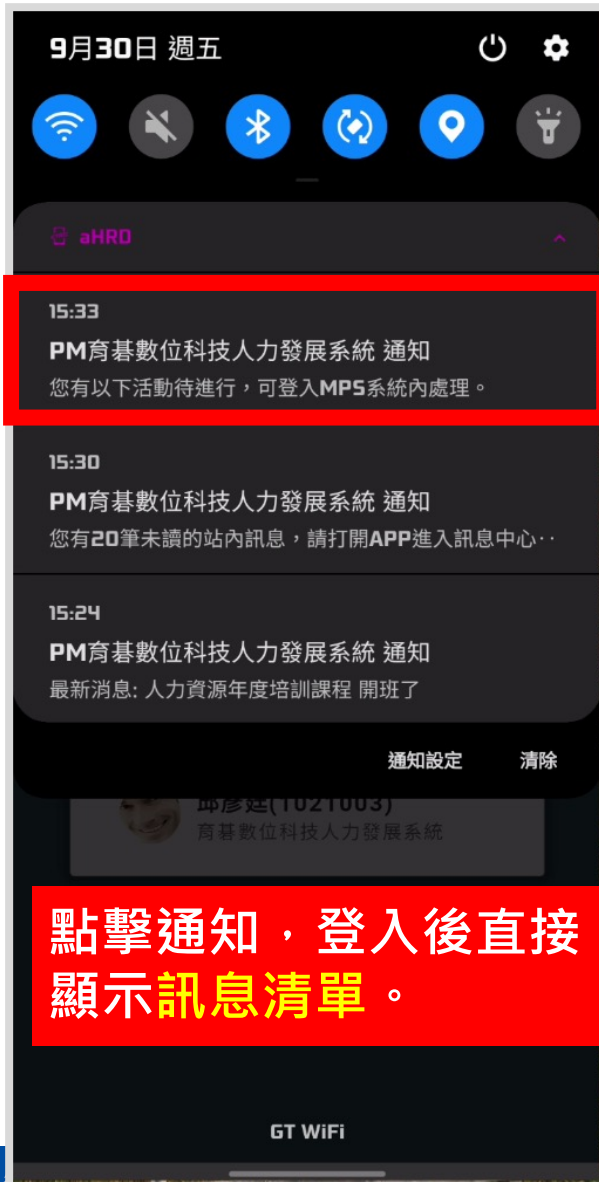 9月30日 週五
aHRD
15:33
PM育碁數位科技人力發展系統 通知
您有以下活動待進行，可登入MPS系統內處理。
15:30
PM育碁數位科技人力發展系統 通知
您有20筆未讀的站內訊息，請打開APP進入訊息中心‥
15:24
PM育碁數位科技人力發展系統 通知
最新消息: 人力資源年度培訓課程 開班了
通知設定 清除
邱彥廷(1021003)
育碁數位科技人力發展系統
點擊通知，登入後直接
顯示訊息清單。
GT WiFi